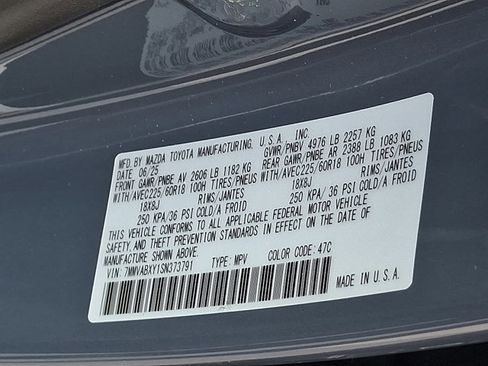 MFD. BY MAZDA TOYOTA MANUFACTURING, U.S.A. INC.
DATE 06/25 GVWR/PNBV 4976 LB 2257 KG
FRONT GAWR/PNBE AV 2606 LB 1182 KG REAR GAWR/PNBE AR 2388 LB 1083 KG
WITH/AVEC225/60R18 100H TIRES/PNEUS WITH/AVEC225/60R18 100H TIRES/PNEUS
18X8J RIMS/JANTES 18X8J RIMS/JANTES
250 KPA/36 PSI COLD/A FROID 250 KPA/36 PSI COLD/A FROID
THIS VEHICLE CONFORMS TO ALL APPLICABLE FEDERAL MOTOR VEHICLE
SAFETY, AND THEFT PREVENTION STANDARDS IN EFFECT ON THE DATE OF
MANUFACTURE SHOWN ABOVE.
VIN: 7MMVABXY1SN373791 TYPE: MPV COLOR CODE: 47C
MADE IN U.S.A.